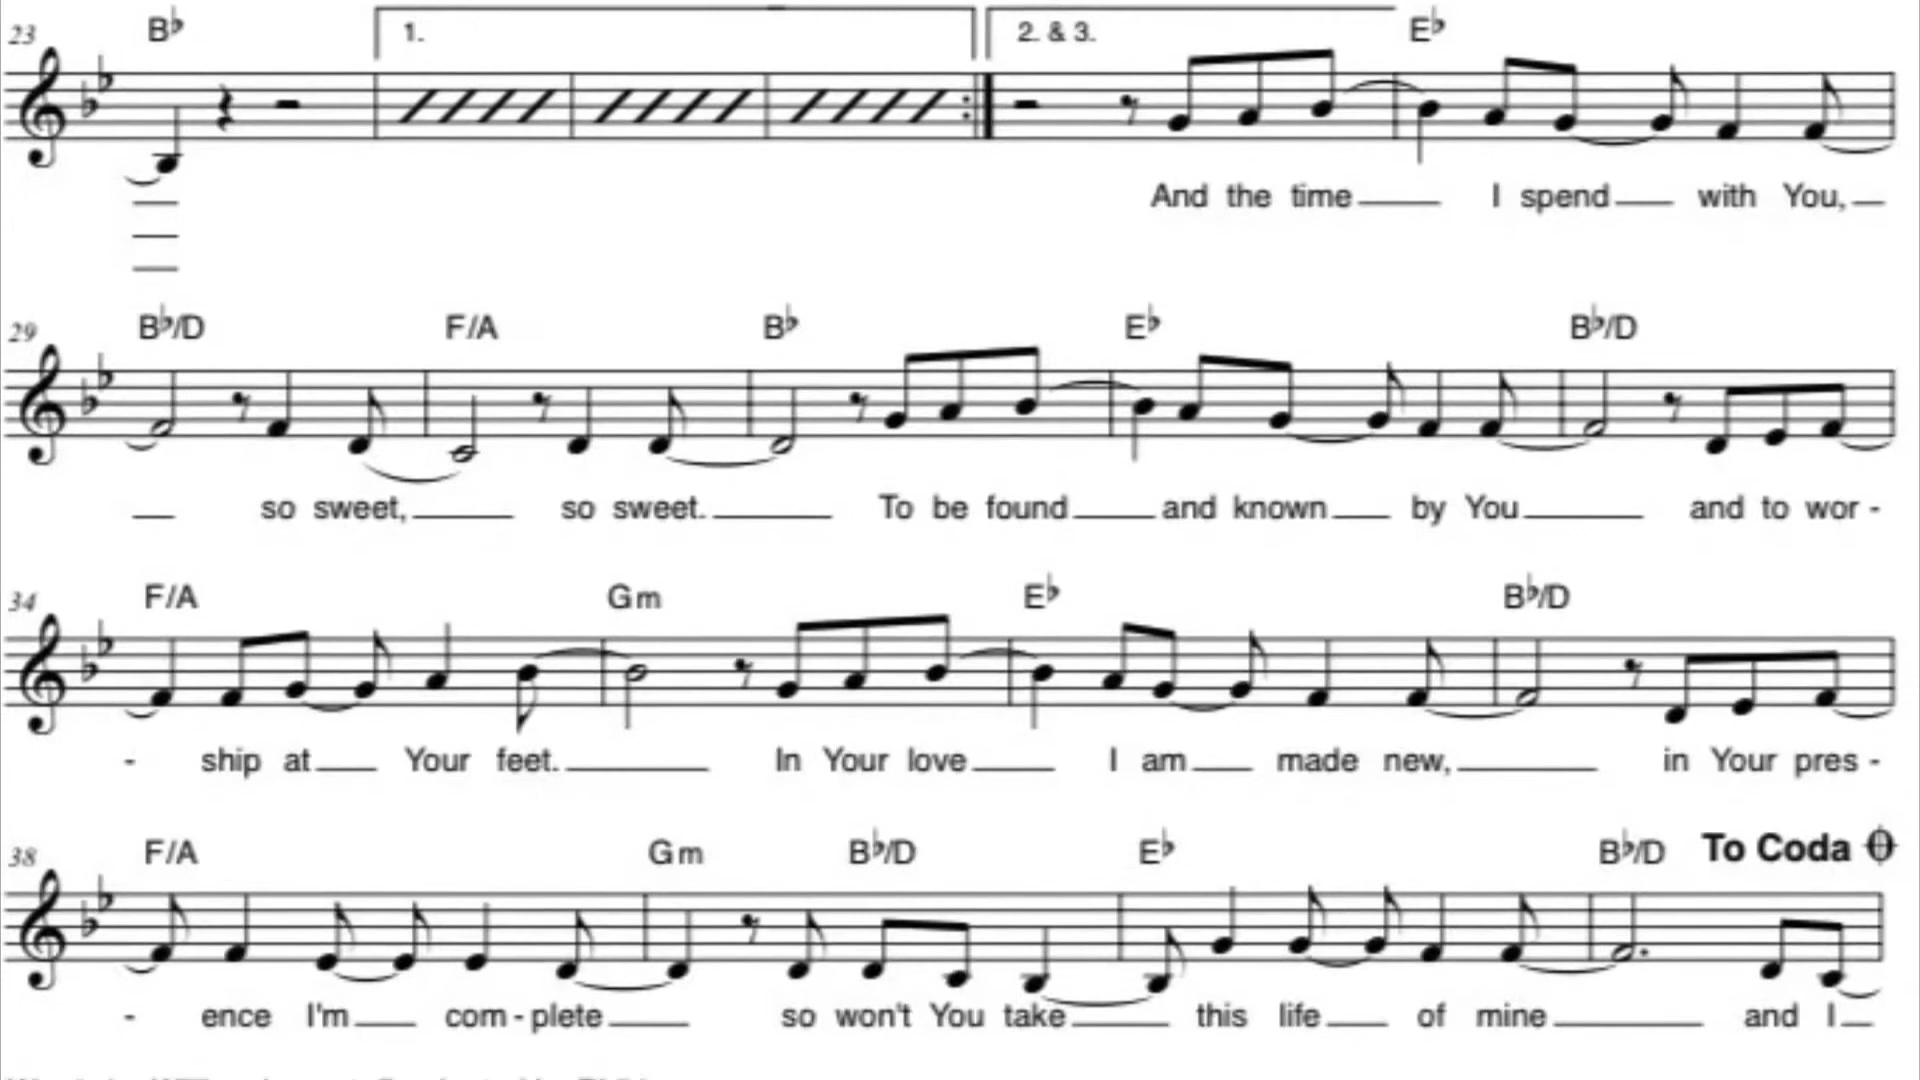 23 B♭ 1. 2. & 3. E♭
And the time I spend with You,
29 B♭/D F/A B♭ E♭ B♭/D
so sweet, so sweet. To be found and known by You and to wor -
34 F/A Gm E♭ B♭/D
- ship at Your feet. In Your love I am made new, in Your pres -
38 F/A Gm B♭/D E♭ B♭/D To Coda
- ence I'm com - plete so won't You take this life of mine and I